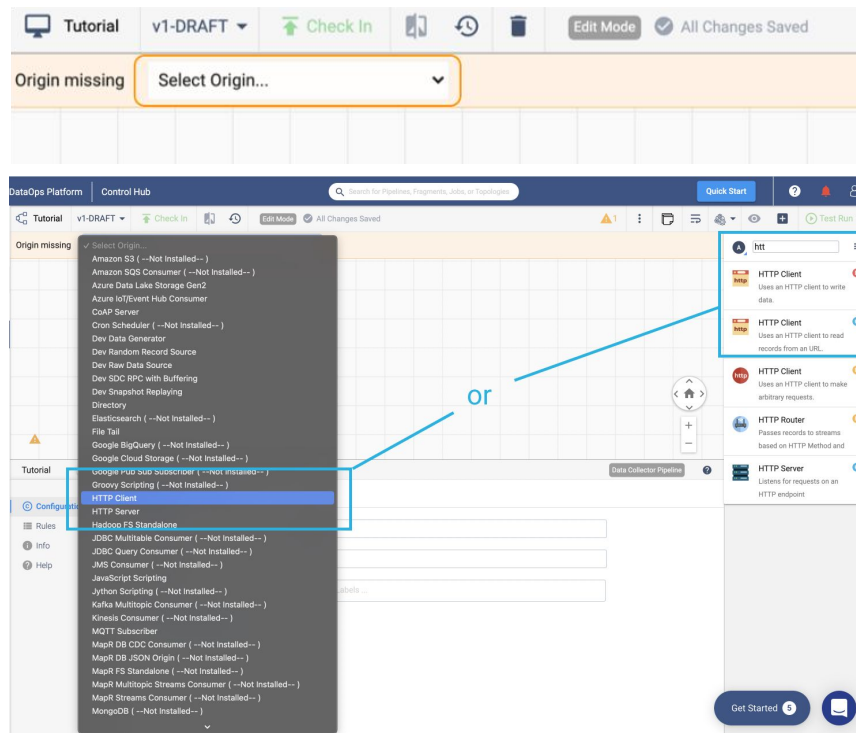 Tutorial v1-DRAFT Check In Edit Mode All Changes Saved
Origin missing Select Origin...
DataOps Platform Control Hub Search for Pipelines, Fragments, Jobs, or Topologies Quick Start ?
Tutorial v1-DRAFT Check In Edit Mode All Changes Saved 1 Test Run
Origin missing ✓ Select Origin...
Amazon S3 ( --Not Installed-- )
Amazon SQS Consumer ( --Not Installed-- )
Azure Data Lake Storage Gen2
Azure IoT/Event Hub Consumer
CoAP Server
Cron Scheduler ( --Not Installed-- )
Dev Data Generator
Dev Random Record Source
Dev Raw Data Source
Dev SDC RPC with Buffering
Dev Snapshot Replaying
Directory
Elasticsearch ( --Not Installed-- )
File Tail
Google BigQuery ( --Not Installed-- )
Google Cloud Storage ( --Not Installed-- )
Google Pub Sub Subscriber ( --Not Installed-- )
Groovy Scripting ( --Not Installed-- )
HTTP Client
HTTP Server
Hadoop FS Standalone
JDBC Multitable Consumer ( --Not Installed-- )
JDBC Query Consumer ( --Not Installed-- )
JMS Consumer ( --Not Installed-- )
JavaScript Scripting
Jython Scripting ( --Not Installed-- )
Kafka Multitopic Consumer ( --Not Installed-- )
Kinesis Consumer ( --Not Installed-- )
MQTT Subscriber
MapR DB CDC Consumer ( --Not Installed-- )
MapR DB JSON Origin ( --Not Installed-- )
MapR FS Standalone ( --Not Installed-- )
MapR Multitopic Streams Consumer ( --Not Installed-- )
MapR Streams Consumer ( --Not Installed-- )
MongoDB ( --Not Installed-- )
or
A htt
http HTTP Client
Uses an HTTP client to write
data.
http HTTP Client
Uses an HTTP client to read
records from an URL.
http HTTP Client
Uses an HTTP client to make
arbitrary requests.
HTTP Router
Passes records to streams
based on HTTP Method and
HTTP Server
Listens for requests on an
HTTP endpoint
Tutorial Data Collector Pipeline ?
Configuratio
Rules
Info
Help
Labels ...
Get Started 5